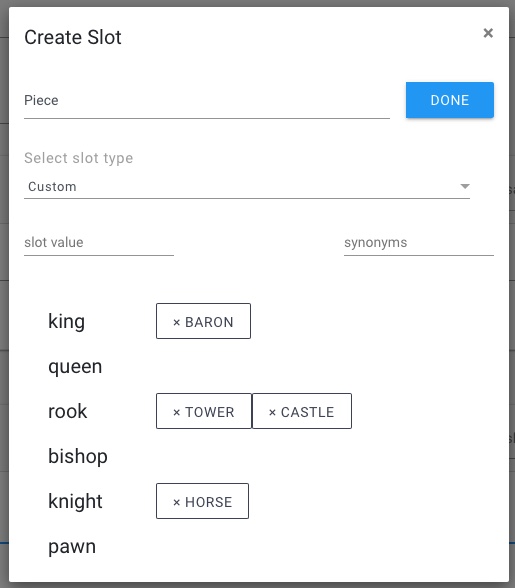 Create Slot ×
Piece DONE
Select slot type
Custom
slot value synonyms
king × BARON
queen
rook × TOWER × CASTLE
bishop
knight × HORSE
pawn